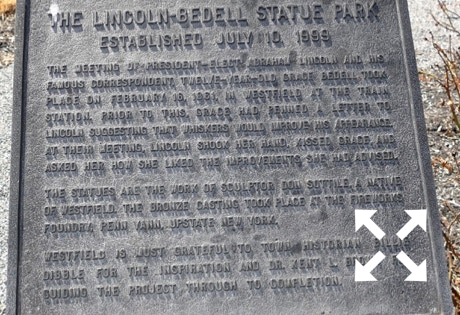 THE LINCOLN-BEDELL STATUE PARK
ESTABLISHED JULY 10, 1999
THE MEETING OF PRESIDENT-ELECT ABRAHAM LINCOLN AND HIS
FAMOUS CORRESPONDENT, TWELVE-YEAR-OLD GRACE BEDELL TOOK
PLACE ON FEBRUARY 16, 1861, IN WESTFIELD AT THE TRAIN
STATION. PRIOR TO THIS, GRACE HAD PENNED A LETTER TO
LINCOLN SUGGESTING THAT WHISKERS WOULD IMPROVE HIS APPEARANCE.
AT THEIR MEETING, LINCOLN SHOOK HER HAND, KISSED GRACE, AND
ASKED HER HOW SHE LIKED THE IMPROVEMENTS SHE HAD ADVISED.
THE STATUES ARE THE WORK OF SCULPTOR DON SOTTILE, A NATIVE
OF WESTFIELD. THE BRONZE CASTING TOOK PLACE AT THE FIREWORKS
FOUNDRY, PENN YANN, UPSTATE NEW YORK.
WESTFIELD IS JUST GRATEFUL TO TOWN HISTORIAN BILLIE
DIBBLE FOR THE INSPIRATION AND DR. KENT L.
GUIDING THE PROJECT THROUGH TO COMPLETION.